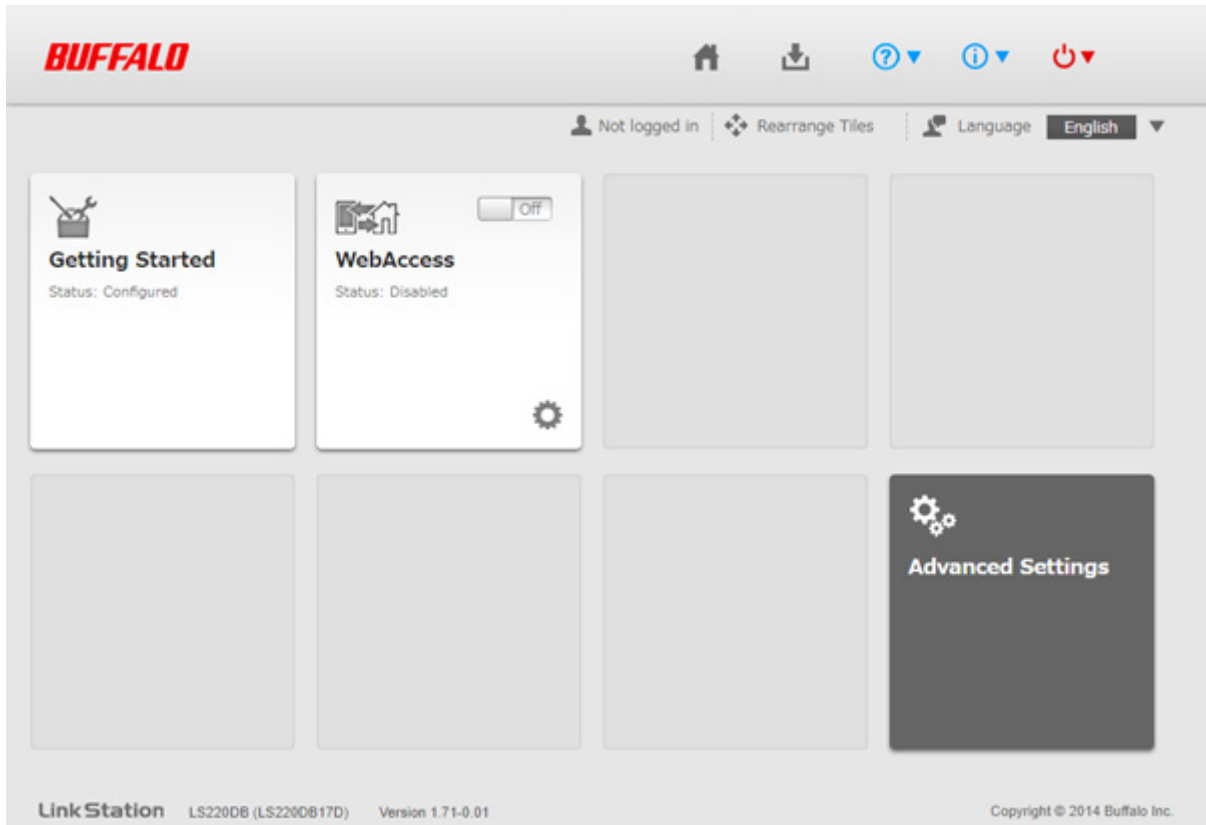 BUFFALO
Not logged in
Rearrange Tiles
Language
English
Getting Started
Status: Configured
Off
WebAccess
Status: Disabled
Advanced Settings
LinkStation LS220DB (LS220DB17D) Version 1.71-0.01
Copyright © 2014 Buffalo Inc.